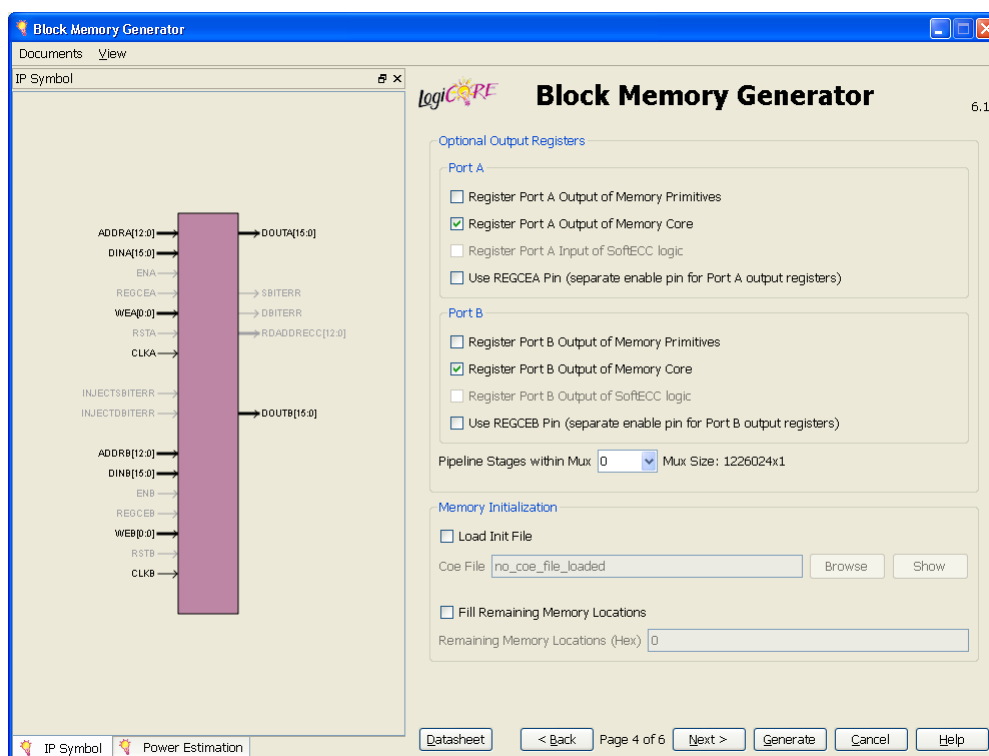 Block Memory Generator
Documents View
IP Symbol
ADDRA[12:0]
DOUTA[15:0]
DINA[15:0]
ENA
REGCEA
SBITERR
WEA[0:0]
DBITERR
RSTA
RDADDRECC[12:0]
CLKA
INJECTSBITERR
INJECTDBITERR
DOUTB[15:0]
ADDRB[12:0]
DINB[15:0]
ENB
REGCEB
WEB[0:0]
RSTB
CLKB
IP Symbol
Power Estimation
LogiCORE
Block Memory Generator
6.1
Optional Output Registers
Port A
Register Port A Output of Memory Primitives
Register Port A Output of Memory Core
Register Port A Input of SoftECC logic
Use REGCEA Pin (separate enable pin for Port A output registers)
Port B
Register Port B Output of Memory Primitives
Register Port B Output of Memory Core
Register Port B Output of SoftECC logic
Use REGCEB Pin (separate enable pin for Port B output registers)
Pipeline Stages within Mux 0 Mux Size: 1226024x1
Memory Initialization
Load Init File
Coe File no_coe_file_loaded Browse Show
Fill Remaining Memory Locations
Remaining Memory Locations (Hex) 0
Datasheet < Back Page 4 of 6 Next > Generate Cancel Help